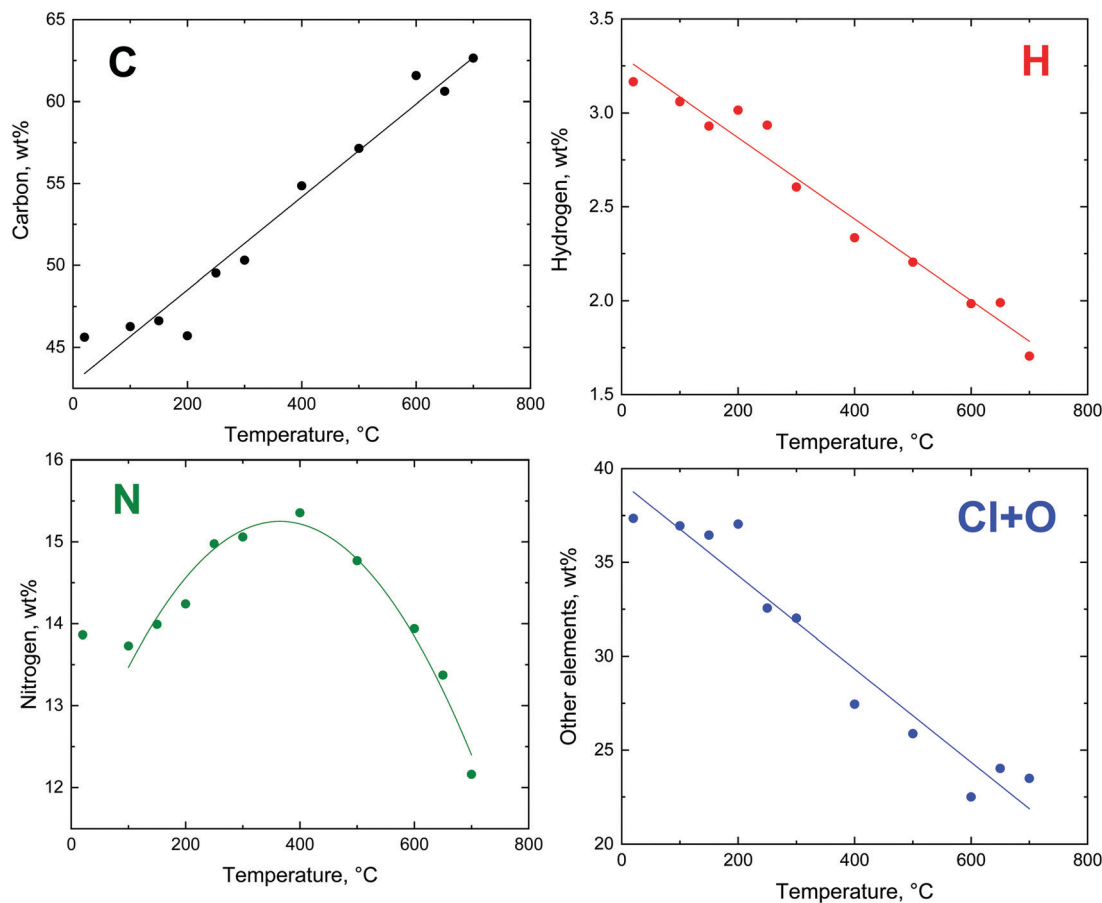 C
65
60
55
50
45
Carbon, wt%
0 200 400 600 800
Temperature, °C
H
3.5
3.0
2.5
2.0
1.5
Hydrogen, wt%
0 200 400 600 800
Temperature, °C
N
16
15
14
13
12
Nitrogen, wt%
0 200 400 600 800
Temperature, °C
Cl+O
40
35
30
25
20
Other elements, wt%
0 200 400 600 800
Temperature, °C